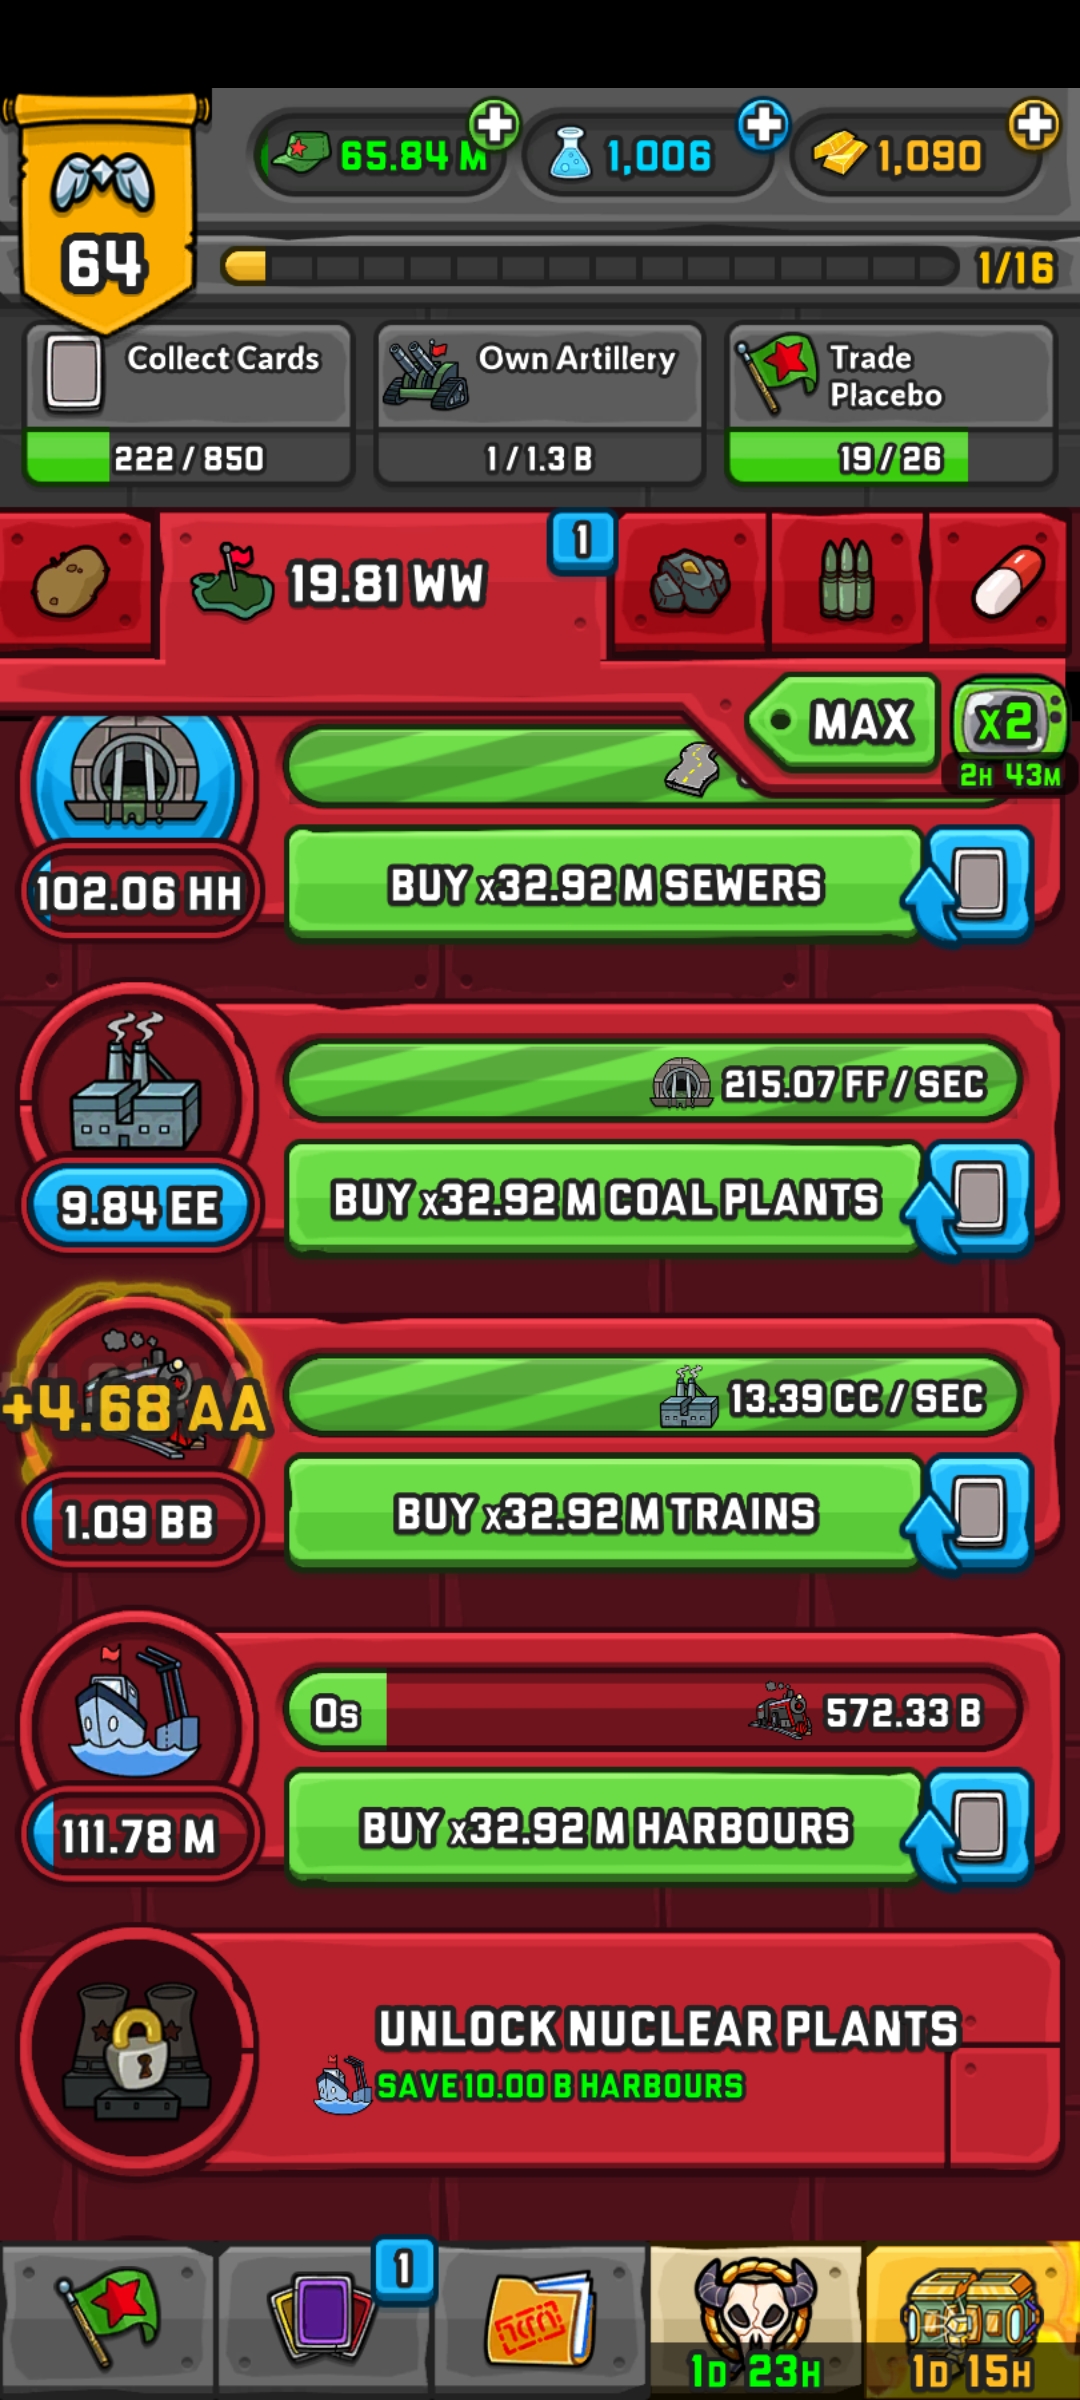 64
65.84 M
1,006
1,090
1/16
Collect Cards
222 / 850
Own Artillery
1 / 1.3 B
Trade
Placebo
19 / 26
19.81 WW
1
MAX
x2
2H 43M
102.06 HH
BUY x32.92 M SEWERS
215.07 FF / SEC
9.84 EE
BUY x32.92 M COAL PLANTS
+4.68 AA
13.39 CC / SEC
1.09 BB
BUY x32.92 M TRAINS
0s
572.33 B
111.78 M
BUY x32.92 M HARBOURS
UNLOCK NUCLEAR PLANTS
SAVE 10.00 B HARBOURS
1
1D 23H
1D 15H